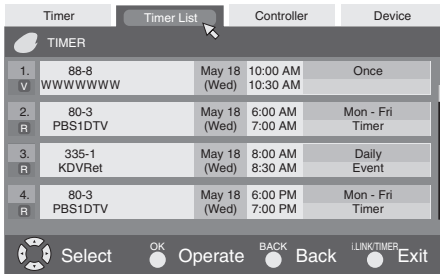 Timer Timer List Controller Device
TIMER
1. 88-8 May 18 10:00 AM Once
V WWWWWWW (Wed) 10:30 AM
2. 80-3 May 18 6:00 AM Mon - Fri
R PBS1DTV (Wed) 7:00 AM Timer
3. 335-1 May 18 8:00 AM Daily
R KDVRet (Wed) 8:30 AM Event
4. 80-3 May 18 6:00 PM Mon - Fri
R PBS1DTV (Wed) 7:00 PM Timer
Select OK Operate BACK Back i.LINK/TIMER Exit